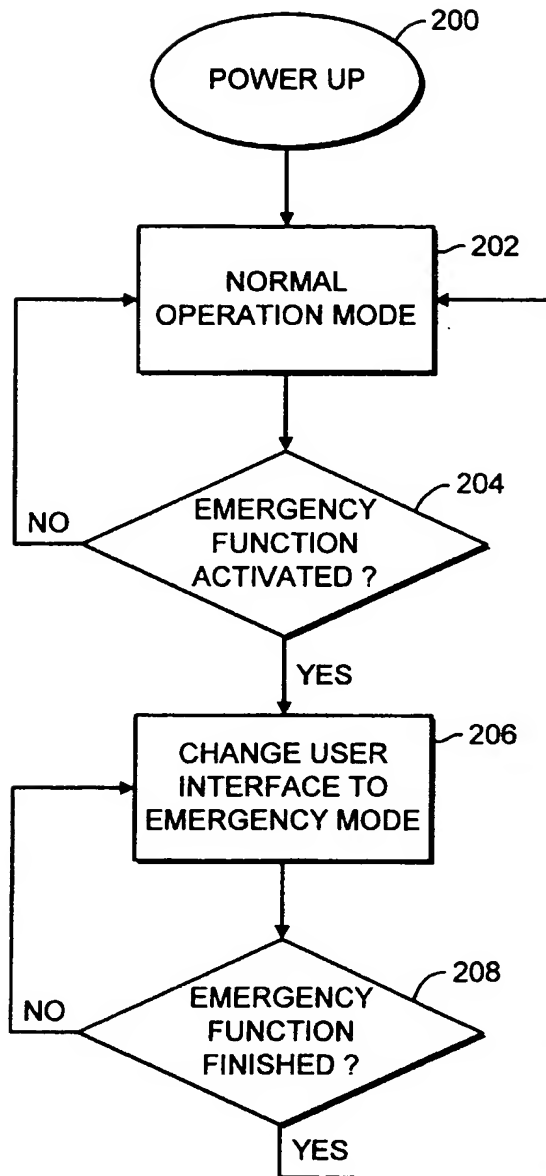 200
POWER UP
202
NORMAL
OPERATION MODE
204
EMERGENCY
FUNCTION
ACTIVATED ?
NO
YES
206
CHANGE USER
INTERFACE TO
EMERGENCY MODE
208
EMERGENCY
FUNCTION
FINISHED ?
NO
YES